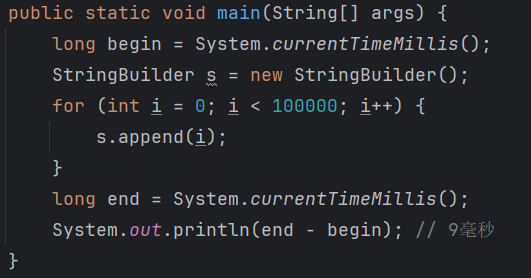 public static void main(String[] args) {
    long begin = System.currentTimeMillis();
    StringBuilder s = new StringBuilder();
    for (int i = 0; i < 100000; i++) {
        s.append(i);
    }
    long end = System.currentTimeMillis();
    System.out.println(end - begin); // 9毫秒
}